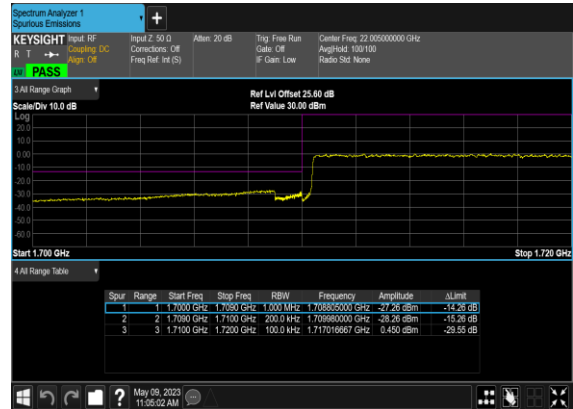 Spectrum Analyzer 1
Spurious Emissions
+
KEYSIGHT Input: RF Input Z: 50 Ω Atten: 20 dB Trig: Free Run Center Freq: 22.005000000 GHz
R T Coupling: DC Corrections: Off Gate: Off Avg|Hold: 100/100
Align: Off Freq Ref: Int (S) IF Gain: Low Radio Std: None
PASS
3 All Range Graph
Ref Lvl Offset 25.60 dB
Scale/Div 10.0 dB Ref Value 30.00 dBm
Log
20.0
10.0
0.00
-10.0
-20.0
-30.0
-40.0
-50.0
-60.0
Start 1.700 GHz Stop 1.720 GHz
4 All Range Table
Spur Range Start Freq Stop Freq RBW Frequency Amplitude ΔLimit
1 1 1.7000 GHz 1.7090 GHz 1.000 MHz 1.708805000 GHz -27.26 dBm -14.26 dB
2 2 1.7090 GHz 1.7100 GHz 200.0 kHz 1.709980000 GHz -28.26 dBm -15.26 dB
3 3 1.7100 GHz 1.7200 GHz 100.0 kHz 1.717016667 GHz 0.450 dBm -29.55 dB
? May 09, 2023
11:05:02 AM